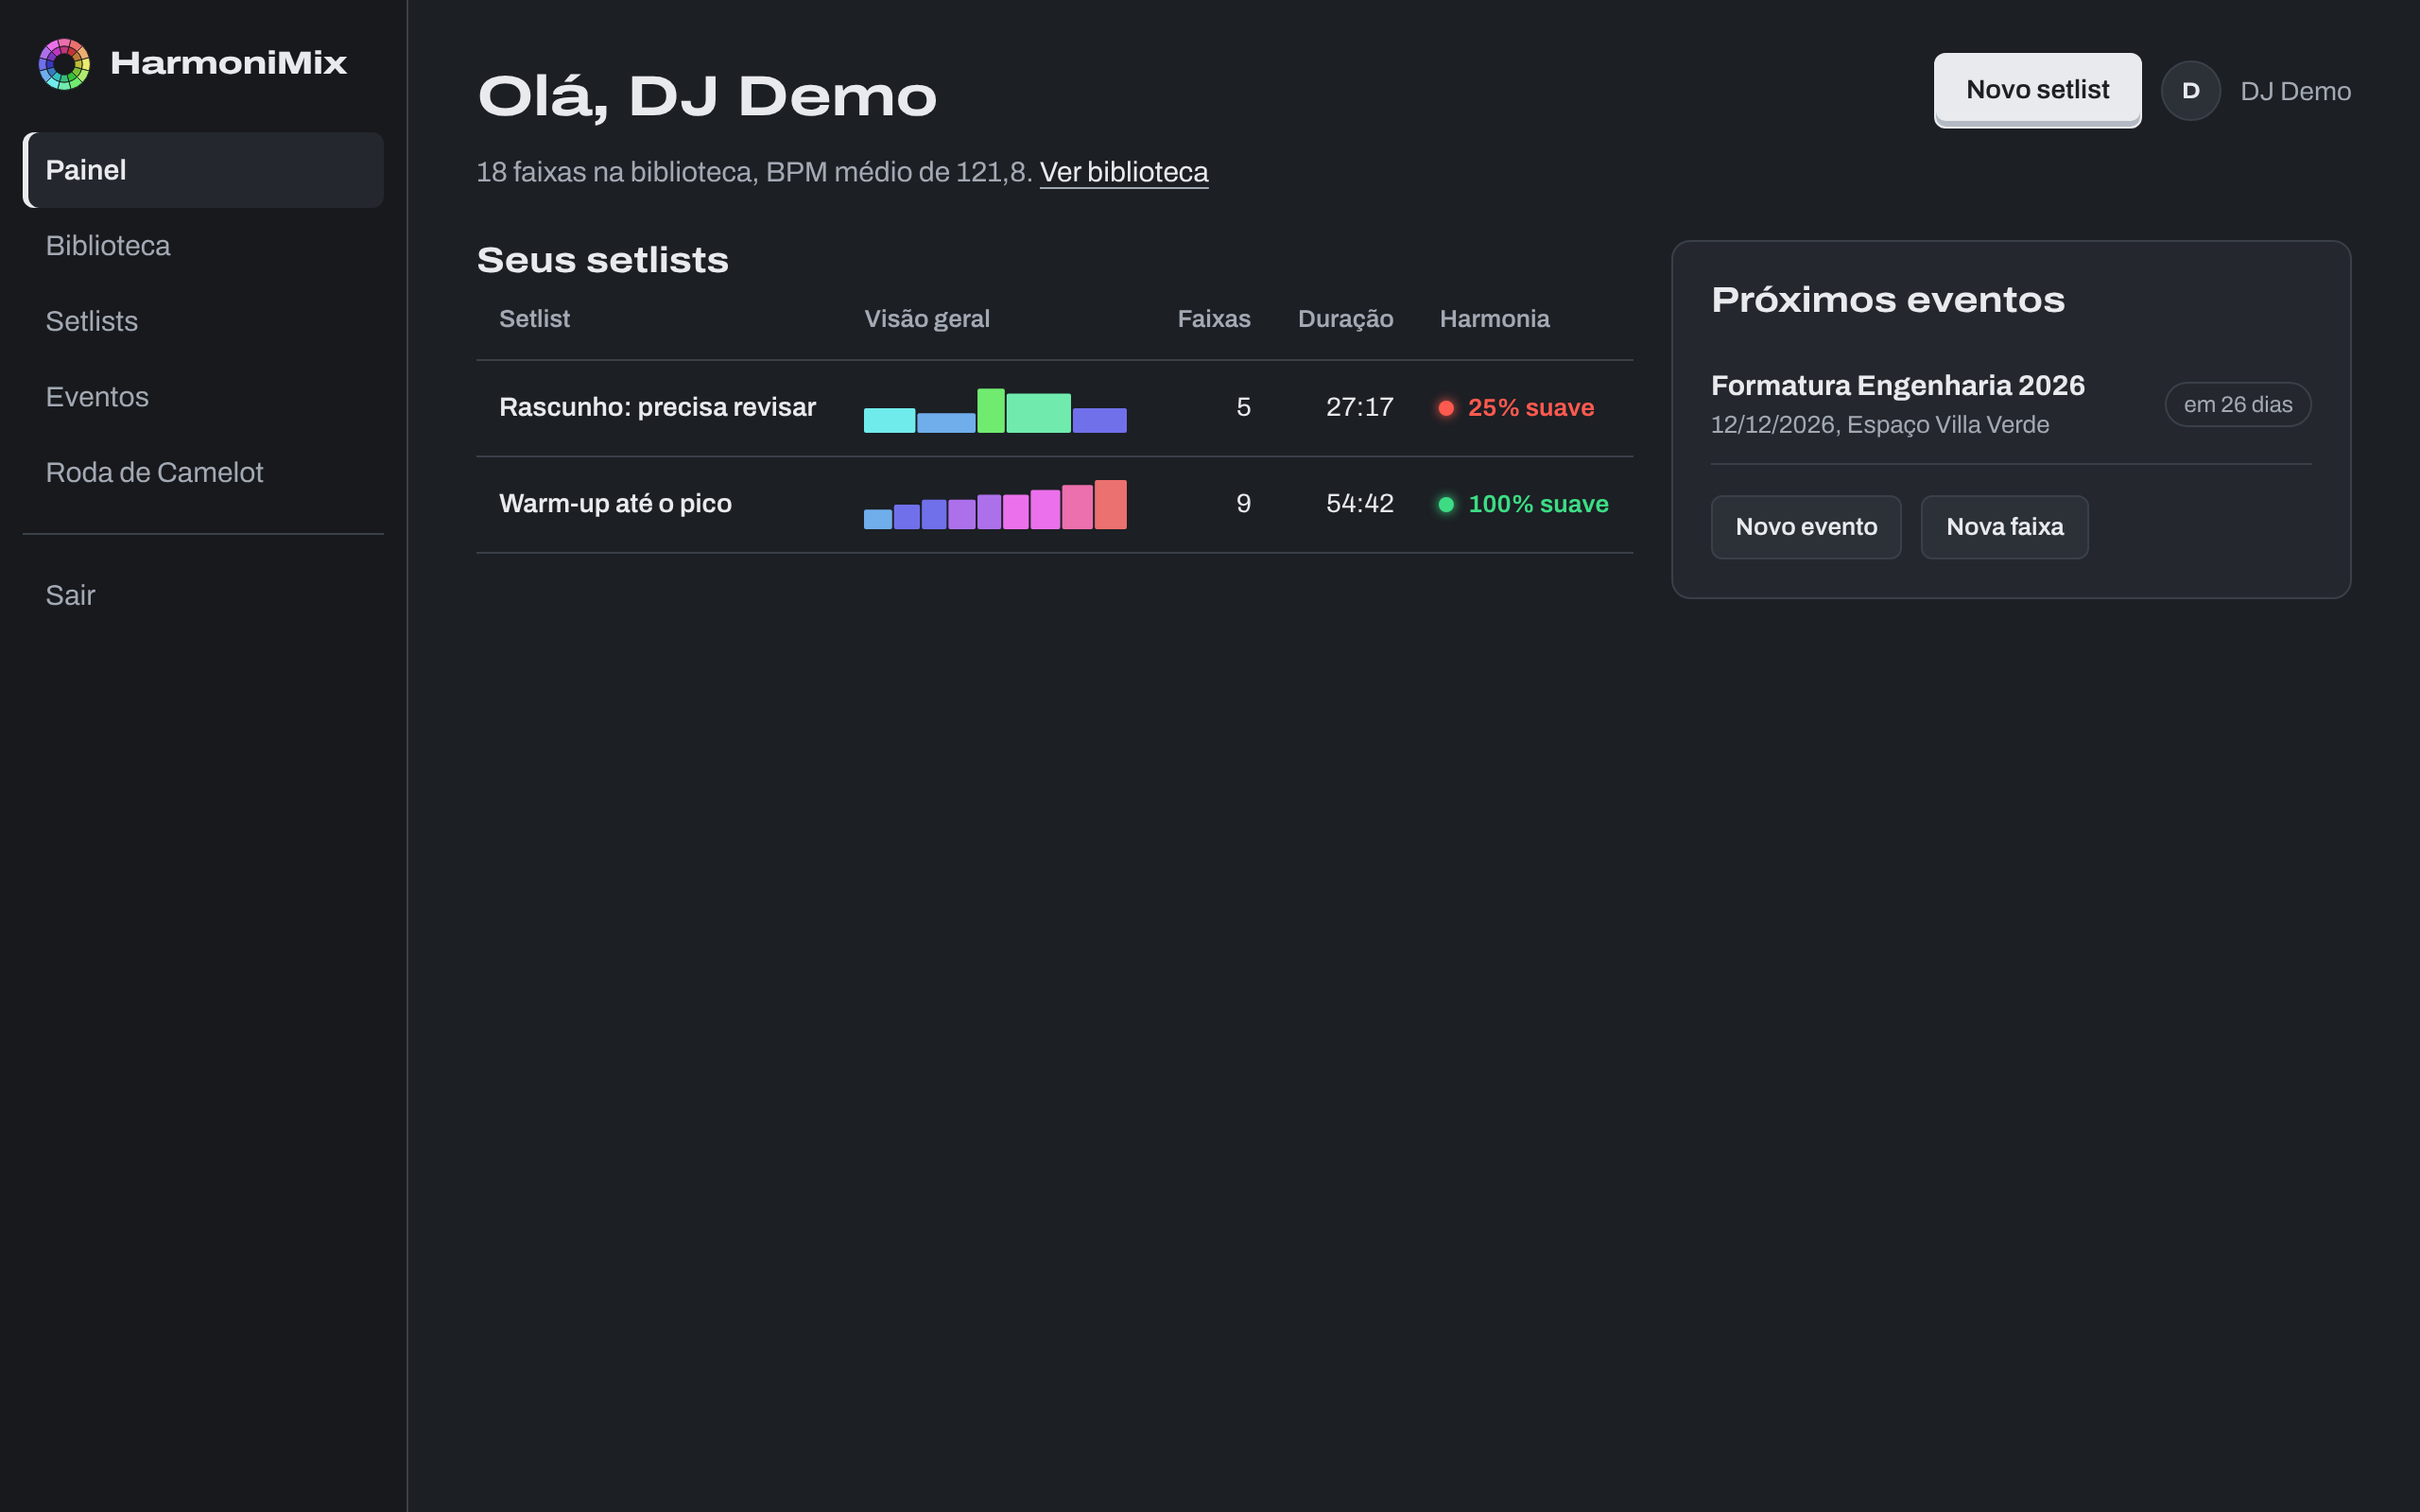 HarmoniMix
Painel
Biblioteca
Setlists
Eventos
Roda de Camelot
Sair
Olá, DJ Demo
18 faixas na biblioteca, BPM médio de 121,8. Ver biblioteca
Novo setlist
D
DJ Demo
Seus setlists
Setlist Visão geral Faixas Duração Harmonia
Rascunho: precisa revisar 5 27:17 25% suave
Warm-up até o pico 9 54:42 100% suave
Próximos eventos
Formatura Engenharia 2026
12/12/2026, Espaço Villa Verde
em 26 dias
Novo evento
Nova faixa